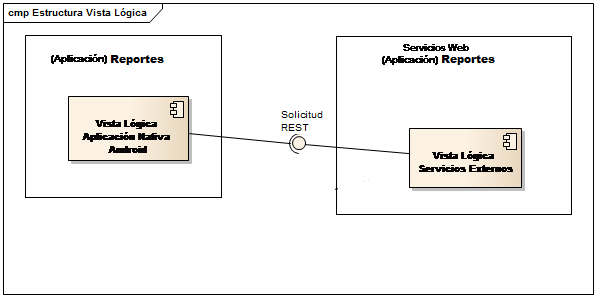 cmp Estructura Vista Lógica
(Aplicación) Reportes
Vista Lógica
Aplicación Nativa
Android
Solicitud
REST
Servicios Web
(Aplicación) Reportes
Vista Lógica
Servicios Externos